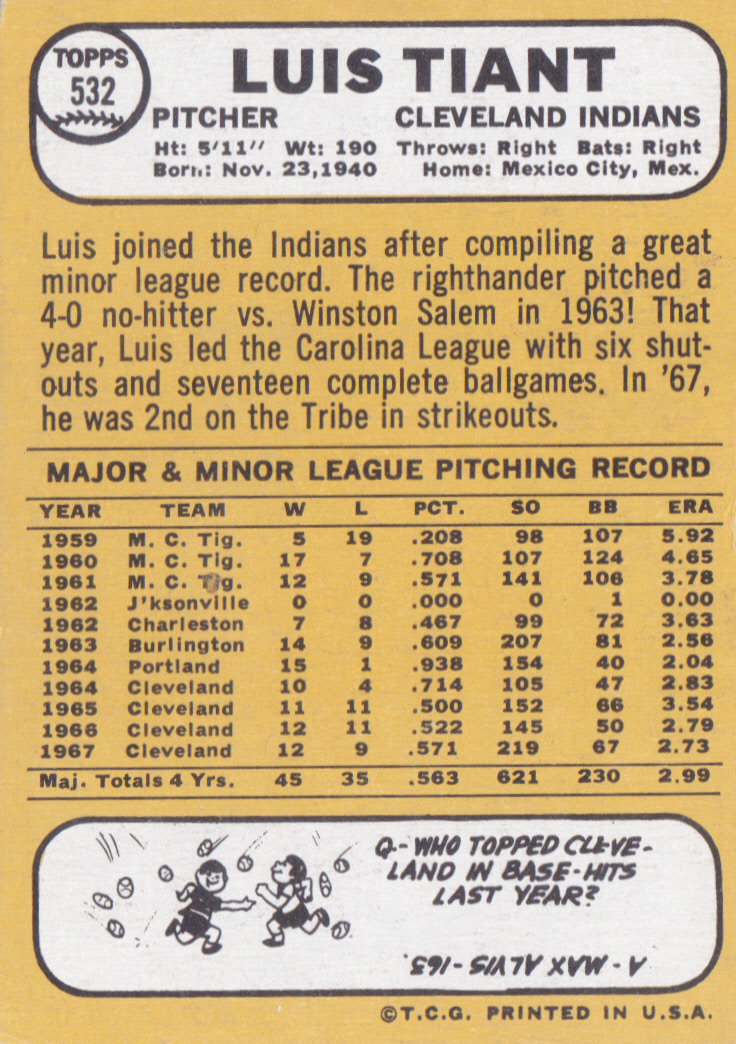 TOPPS
532
LUIS TIANT
PITCHER CLEVELAND INDIANS
Ht: 5'11" Wt: 190 Throws: Right Bats: Right
Born: Nov. 23,1940 Home: Mexico City, Mex.
Luis joined the Indians after compiling a great
minor league record. The righthander pitched a
4-0 no-hitter vs. Winston Salem in 1963! That
year, Luis led the Carolina League with six shut-
outs and seventeen complete ballgames. In '67,
he was 2nd on the Tribe in strikeouts.
MAJOR & MINOR LEAGUE PITCHING RECORD
YEAR TEAM W L PCT. SO BB ERA
1959 M. C. Tig. 5 19 .208 98 107 5.92
1960 M. C. Tig. 17 7 .708 107 124 4.65
1961 M. C. Tig. 12 9 .571 141 106 3.78
1962 J'ksonville 0 0 .000 0 1 0.00
1962 Charleston 7 8 .467 99 72 3.63
1963 Burlington 14 9 .609 207 81 2.56
1964 Portland 15 1 .938 154 40 2.04
1964 Cleveland 10 4 .714 105 47 2.83
1965 Cleveland 11 11 .500 152 66 3.54
1966 Cleveland 12 11 .522 145 50 2.79
1967 Cleveland 12 9 .571 219 67 2.73
Maj. Totals 4 Yrs. 45 35 .563 621 230 2.99
Q-WHO TOPPED CLEVE-
LAND IN BASE-HITS
LAST YEAR?
A - MAX ALVIS - 163.
©T.C.G. PRINTED IN U.S.A.